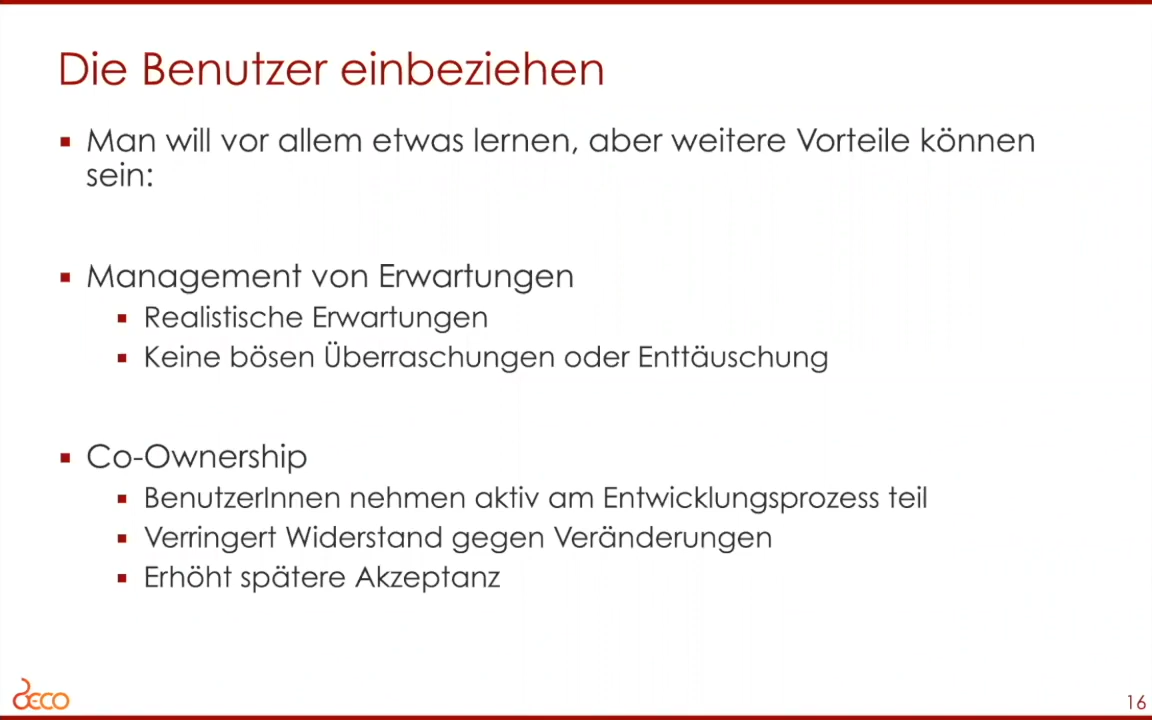 Die Benutzer einbeziehen
Man will vor allem etwas lernen, aber weitere Vorteile können
sein:
Management von Erwartungen
Realistische Erwartungen
Keine bösen Überraschungen oder Enttäuschung
Co-Ownership
BenutzerInnen nehmen aktiv am Entwicklungsprozess teil
Verringert Widerstand gegen Veränderungen
Erhöht spätere Akzeptanz
DECO
16